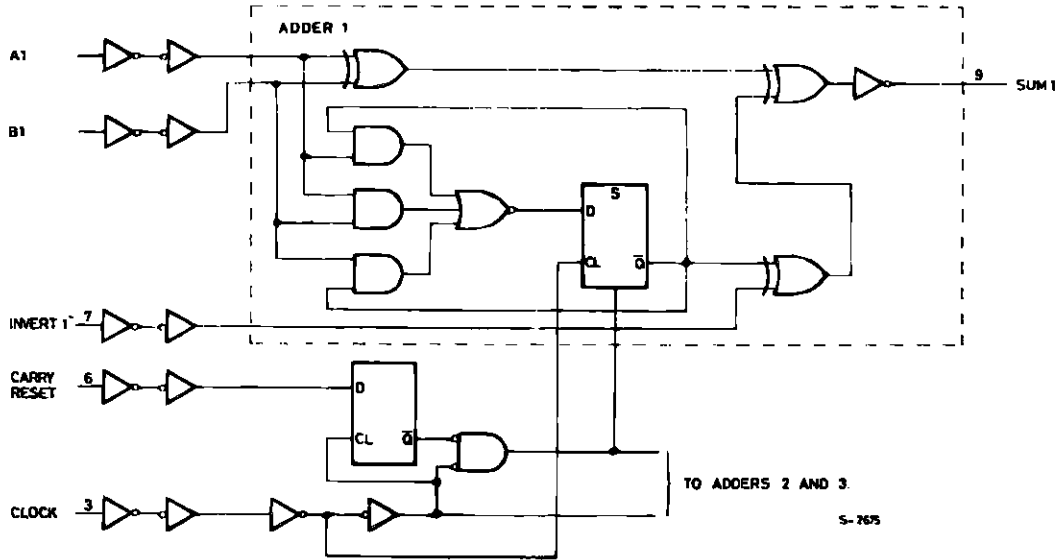 ADDER 1
A1
B1
9
SUM 1
S
D
CL
Q
INVERT 1
7
CARRY
RESET
6
D
CL
Q
CLOCK
3
TO ADDERS 2 AND 3.
S-2675